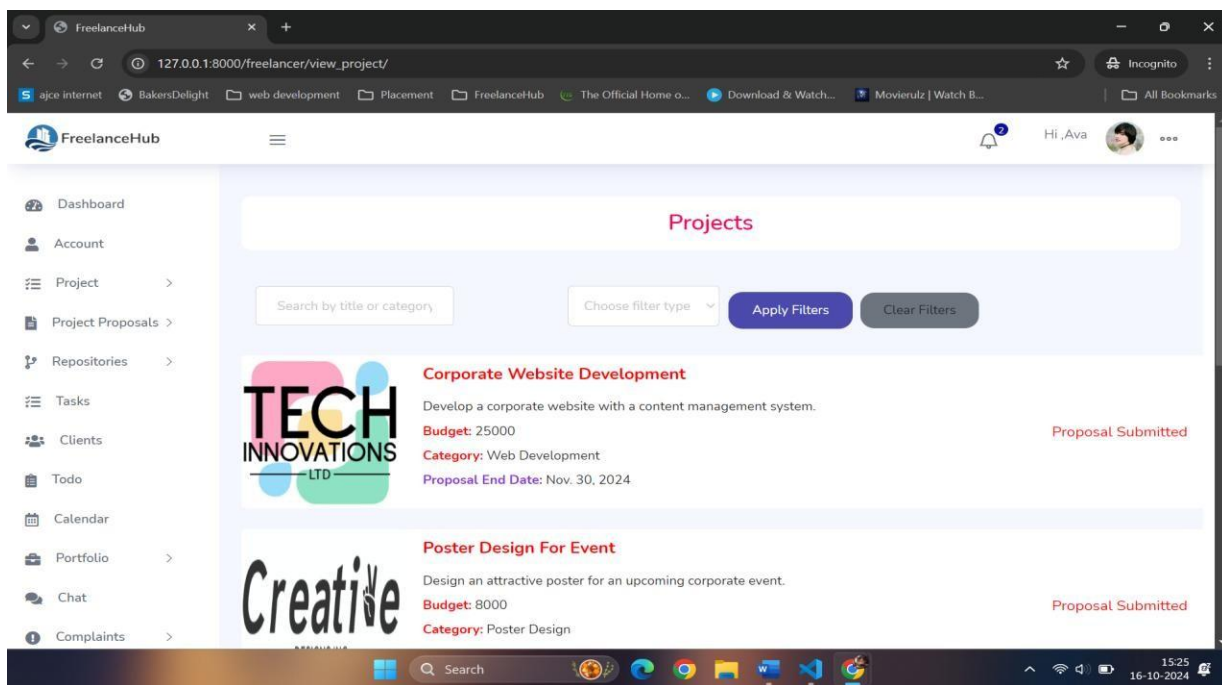 FreelanceHub
127.0.0.1:8000/freelancer/view_project/
Incognito
ajce internet BakersDelight web development Placement FreelanceHub The Official Home o... Download & Watch... Movierulz | Watch B... All Bookmarks
FreelanceHub
2
Hi ,Ava
Dashboard
Account
Project
Project Proposals
Repositories
Tasks
Clients
Todo
Calendar
Portfolio
Chat
Complaints
Projects
Search by title or category
Choose filter type
Apply Filters
Clear Filters
TECH
INNOVATIONS
LTD
Corporate Website Development
Develop a corporate website with a content management system.
Budget: 25000
Category: Web Development
Proposal End Date: Nov. 30, 2024
Proposal Submitted
Creative
Poster Design For Event
Design an attractive poster for an upcoming corporate event.
Budget: 8000
Category: Poster Design
Proposal Submitted
Search
15:25
16-10-2024